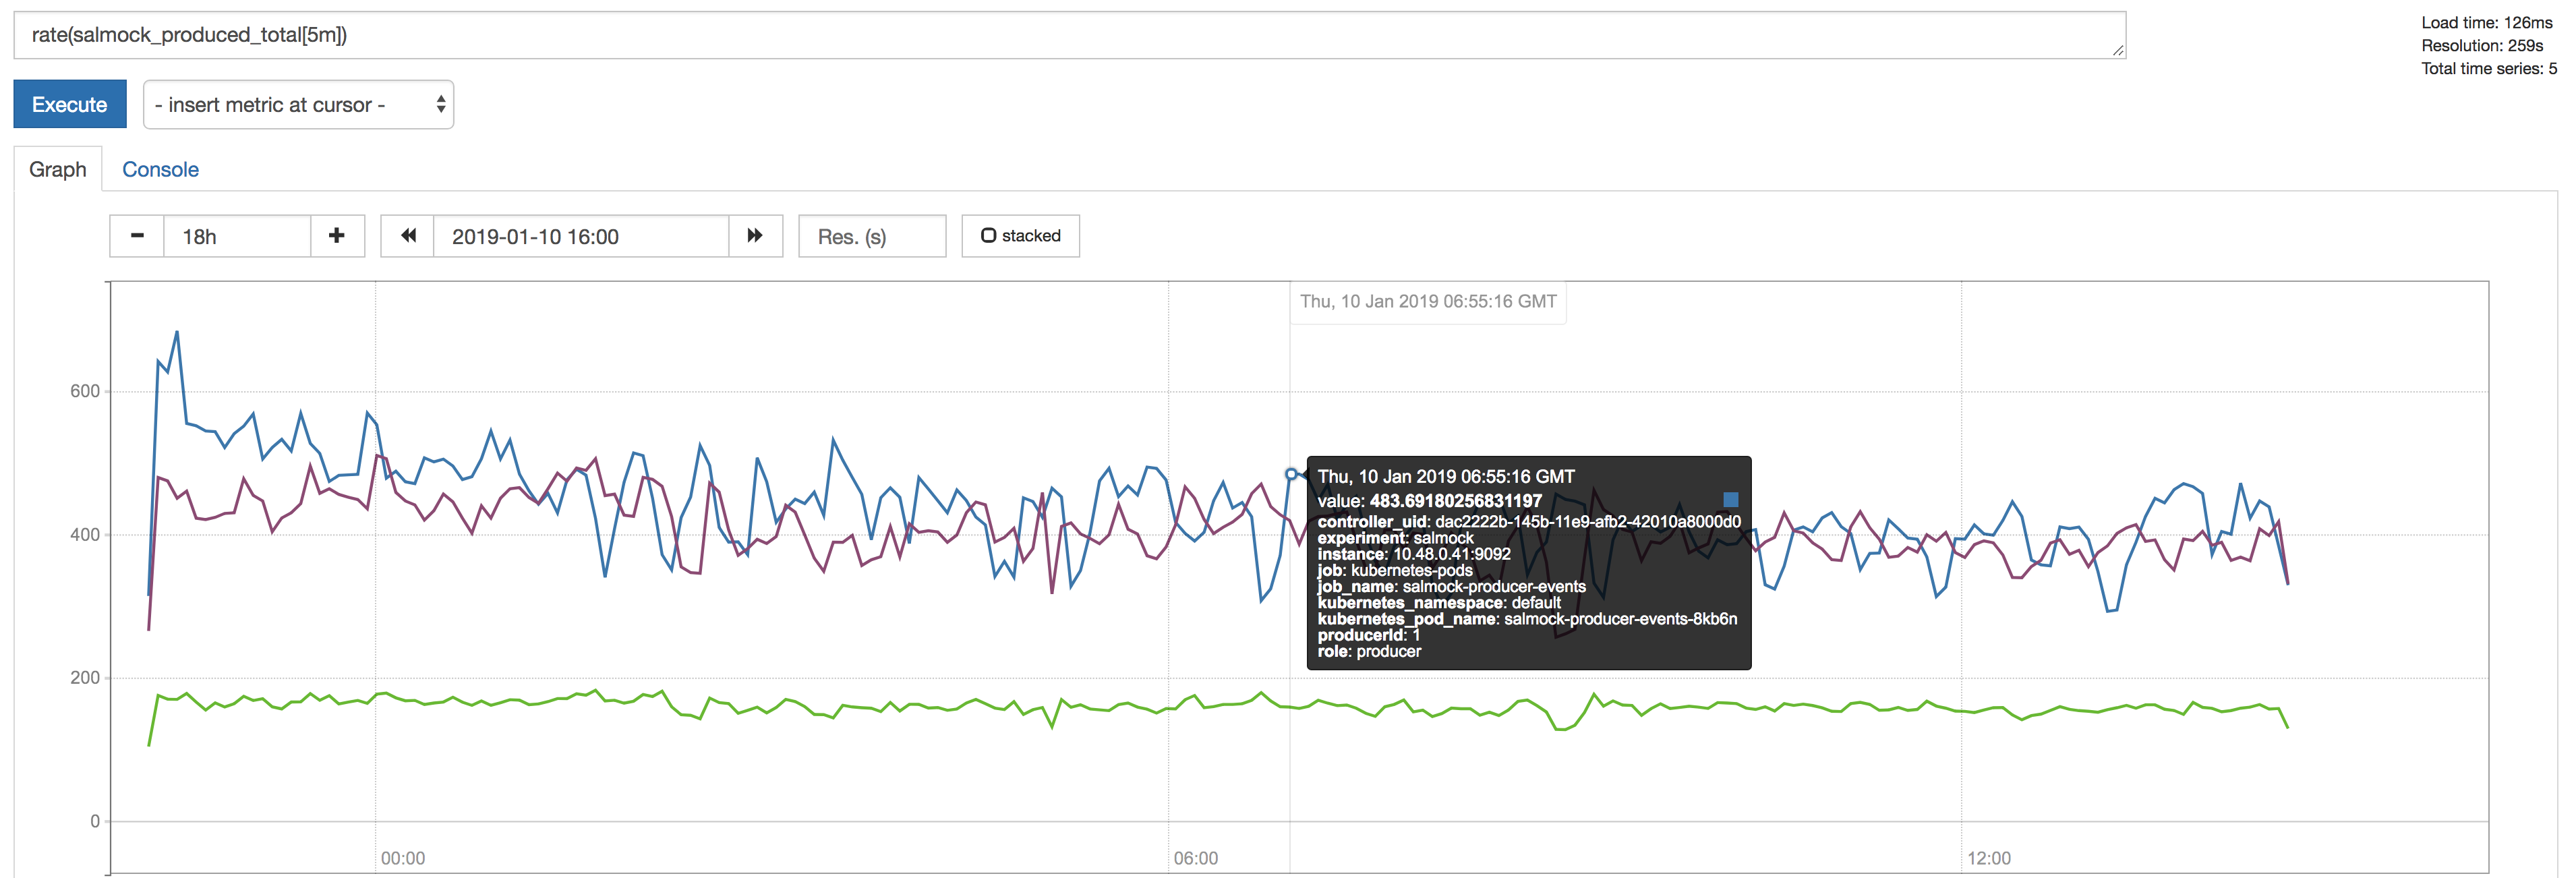 rate(salmock_produced_total[5m])
Load time: 126ms
Resolution: 259s
Total time series: 5
Execute
- insert metric at cursor -
Graph
Console
18h
2019-01-10 16:00
Res. (s)
stacked
Thu, 10 Jan 2019 06:55:16 GMT
600
400
200
0
Thu, 10 Jan 2019 06:55:16 GMT
value: 483.69180256831197
controller_uid: dac2222b-145b-11e9-afb2-42010a8000d0
experiment: salmock
instance: 10.48.0.41:9092
job: kubernetes-pods
job_name: salmock-producer-events
kubernetes_namespace: default
kubernetes_pod_name: salmock-producer-events-8kb6n
producerId: 1
role: producer
00:00
06:00
12:00